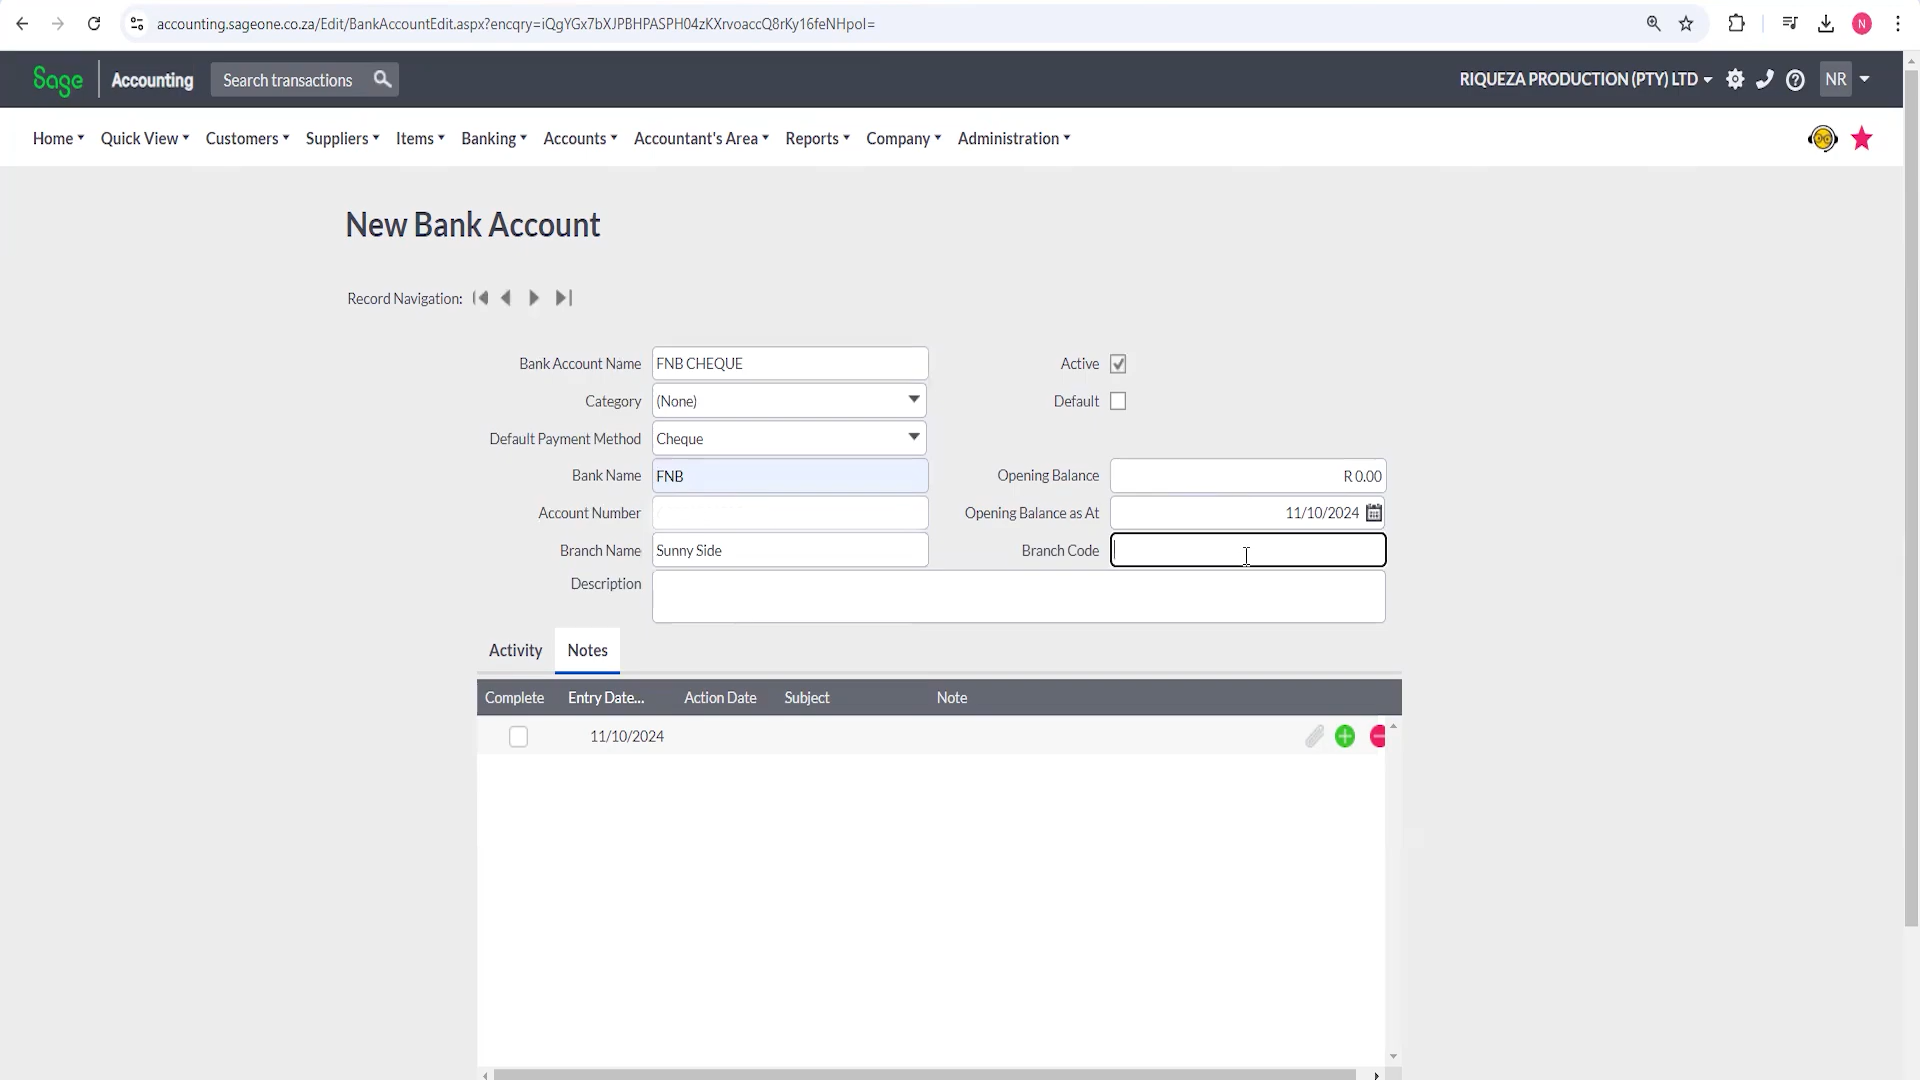 accounting.sageone.co.za/Edit/BankAccountEdit.aspx?encqry=iQgYGx7bXJPBHPASPH04zKXrvoaccQ8rKy16feNHpoI=
N
Sage Accounting Search transactions RIQUEZA PRODUCTION (PTY) LTD NR
Home Quick View Customers Suppliers Items Banking Accounts Accountant's Area Reports Company Administration
New Bank Account
Record Navigation:
Bank Account Name FNB CHEQUE Active
Category (None) Default
Default Payment Method Cheque
Bank Name FNB Opening Balance R 0.00
Account Number Opening Balance as At 11/10/2024
Branch Name Sunny Side Branch Code
Description
Activity Notes
Complete Entry Date... Action Date Subject Note
11/10/2024